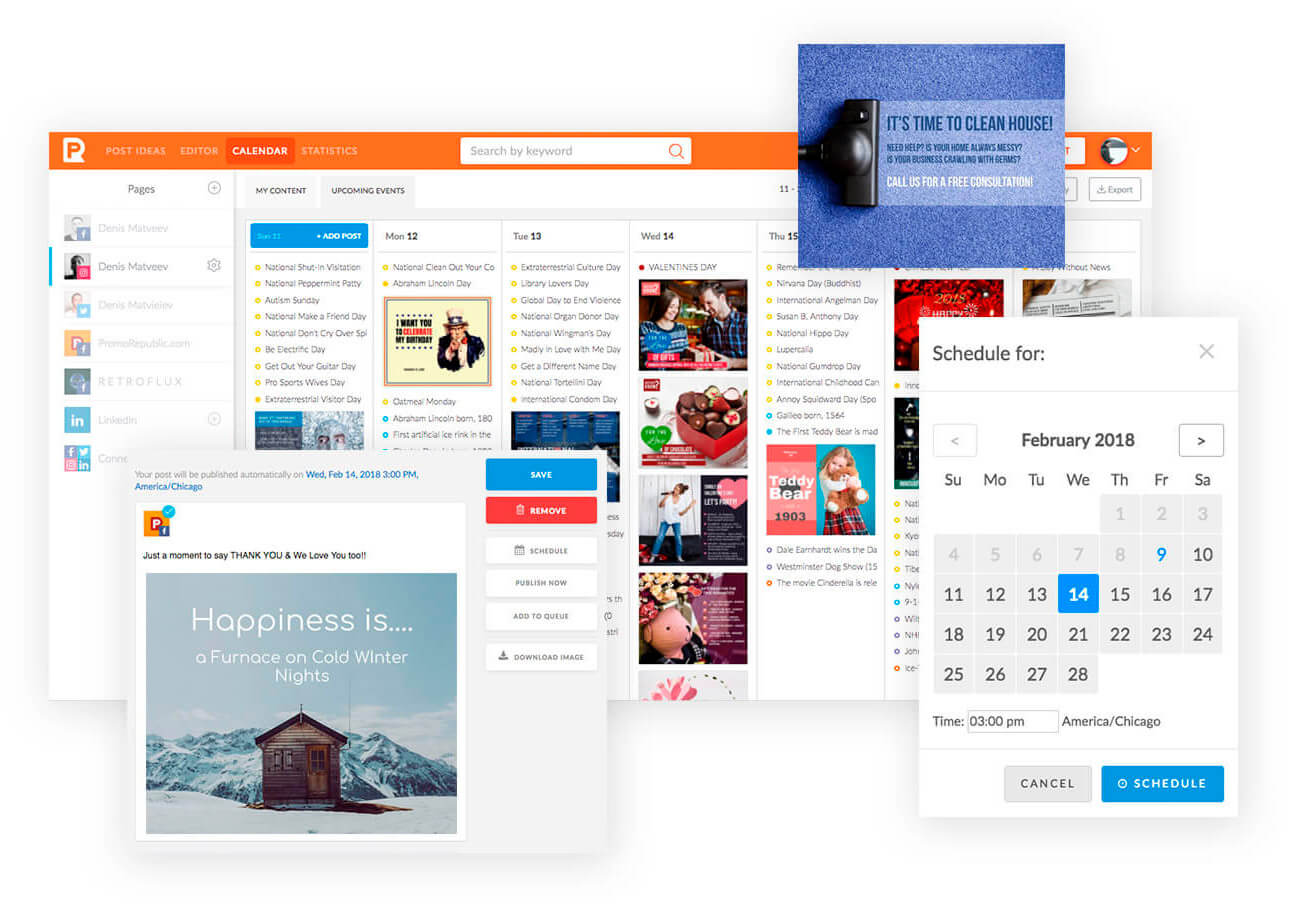 IT'S TIME TO CLEAN HOUSE!
NEED HELP? IS YOUR HOME ALWAYS MESSY?
IS YOUR BUSINESS CRAWLING WITH GERMS?
CALL US FOR A FREE CONSULTATION!
POST IDEAS EDITOR CALENDAR STATISTICS
Search by keyword
Pages
MY CONTENT UPCOMING EVENTS
11 -
Export
Denis Matveev
Denis Matveev
Denis Matvieiev
PromoRepublic.com
RETROFLUX
LinkedIn
Conne
Sun 11 + ADD POST
National Shut-In Visitation
National Peppermint Patty
Autism Sunday
National Make a Friend Day
National Don't Cry Over Spi
Be Electrific Day
Get Out Your Guitar Day
Pro Sports Wives Day
Extraterrestrial Visitor Day
Mon 12
National Clean Out Your Co
Abraham Lincoln Day
I WANT YOU
TO CELEBRATE
MY BIRTHDAY
Oatmeal Monday
Abraham Lincoln born, 180
First artificial ice rink in the
Tue 13
Extraterrestrial Culture Day
Library Lovers Day
Global Day to End Violence
National Organ Donor Day
National Wingman's Day
Madly In Love with Me Day
Get a Different Name Day
National Tortellini Day
International Condom Day
Wed 14
VALENTINES DAY
OF GIFTS
For the Love
OF CHOCOLATE
LET'S FORTI!
Thu 15
Nirvana Day (Buddhist)
International Angelman Day
Susan B. Anthony Day
National Hippo Day
Lupercalia
National Gumdrop Day
International Childhood Can
Annoy Squidward Day (Spo
Galileo born, 1564
The First Teddy Bear is mad
Teddy
Bear
1903
Dale Earnhardt wins the Da
Westminster Dog Show (15
The movie Cinderella is rele
2018
HAPPY
Day Without News
Your post will be published automatically on Wed, Feb 14, 2018 3:00 PM,
America/Chicago
Just a moment to say THANK YOU & We Love You too!!
Happiness is....
a Furnace on Cold WInter
Nights
SAVE
REMOVE
SCHEDULE
PUBLISH NOW
ADD TO QUEUE
DOWNLOAD IMAGE
Schedule for:
< February 2018 >
Su Mo Tu We Th Fr Sa
1 2 3
4 5 6 7 8 9 10
11 12 13 14 15 16 17
18 19 20 21 22 23 24
25 26 27 28
Time: 03:00 pm America/Chicago
CANCEL SCHEDULE